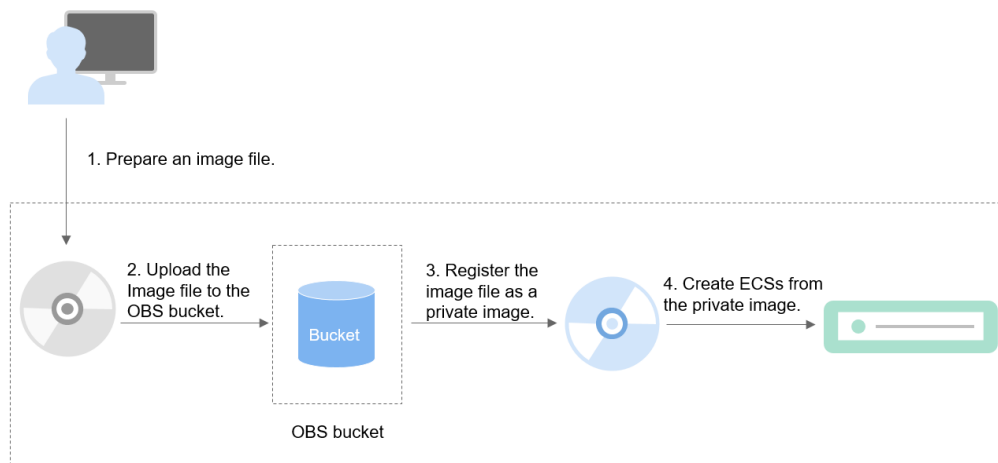 1. Prepare an image file.
2. Upload the
Image file to the
OBS bucket.
Bucket
OBS bucket
3. Register the
image file as a
private image.
4. Create ECSs from
the private image.